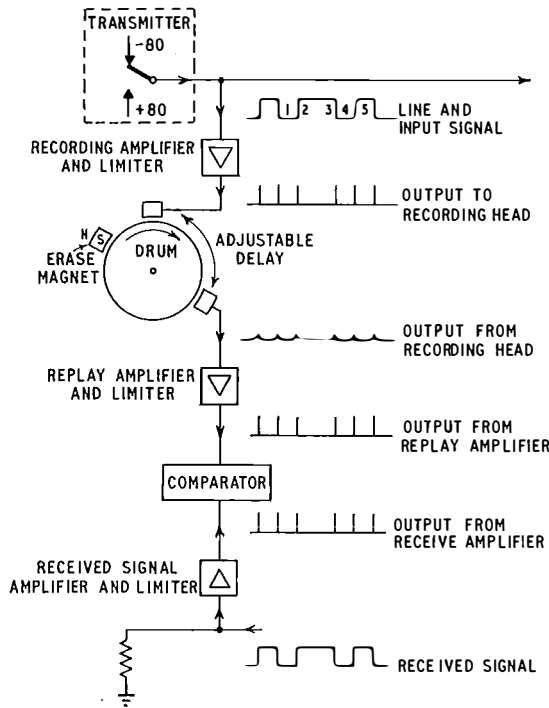 TRANSMITTER
-80
+80
1 2 3 4 5
LINE AND
INPUT SIGNAL
RECORDING AMPLIFIER
AND LIMITER
OUTPUT TO
RECORDING HEAD
N
S
ERASE
MAGNET
DRUM
ADJUSTABLE
DELAY
OUTPUT FROM
RECORDING HEAD
REPLAY AMPLIFIER
AND LIMITER
OUTPUT FROM
REPLAY AMPLIFIER
COMPARATOR
OUTPUT FROM
RECEIVE AMPLIFIER
RECEIVED SIGNAL
AMPLIFIER AND LIMITER
RECEIVED SIGNAL